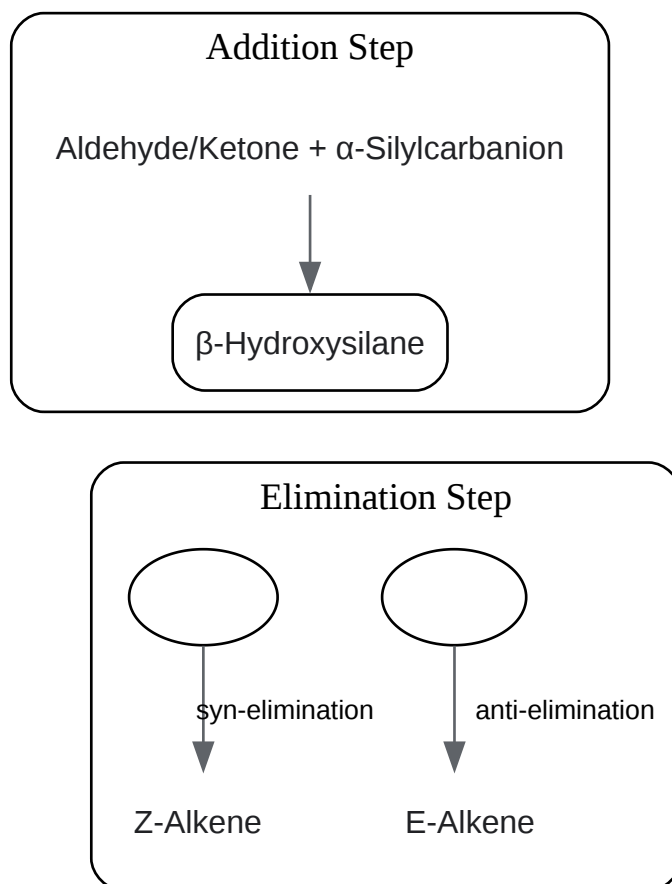 Addition Step
Aldehyde/Ketone + α-Silylcarbanion
β-Hydroxysilane
Elimination Step
syn-elimination
anti-elimination
Z-Alkene
E-Alkene